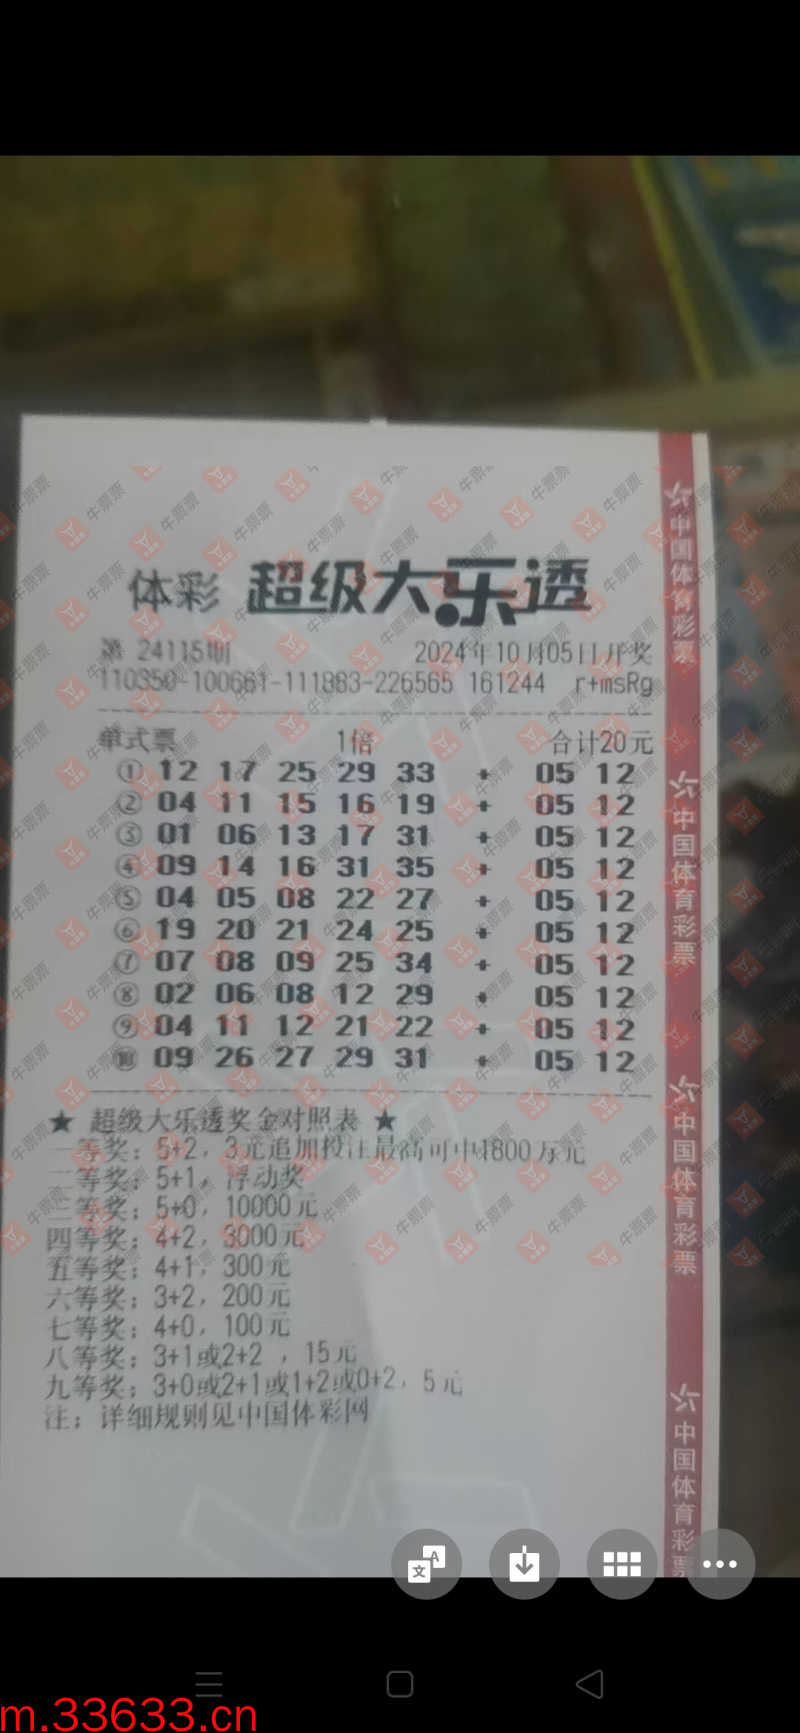 体彩 超级大乐透
第 24115期 2024年10月05日开奖
110350-100661-111883-226565 161244 r+msRg
单式票 1倍 合计20元
① 12 17 25 29 33 + 05 12
② 04 11 15 16 19 + 05 12
③ 01 06 13 17 31 + 05 12
④ 09 14 16 31 35 + 05 12
⑤ 04 05 08 22 27 + 05 12
⑥ 19 20 21 24 25 + 05 12
⑦ 07 08 09 25 34 + 05 12
⑧ 02 06 08 12 29 + 05 12
⑨ 04 11 12 21 22 + 05 12
⑩ 09 26 27 29 31 + 05 12
★ 超级大乐透奖金对照表 ★
一等奖: 5+2, 3元追加投注最高可中1800万元
二等奖: 5+1, 浮动奖
三等奖: 5+0, 10000元
四等奖: 4+2, 3000元
五等奖: 4+1, 300元
六等奖: 3+2, 200元
七等奖: 4+0, 100元
八等奖: 3+1或2+2 , 15元
九等奖: 3+0或2+1或1+2或0+2, 5元
注: 详细规则见中国体彩网
中国体育彩票
中国体育彩票
中国体育彩票
中国体育彩票
牛票票
m.33633.cn